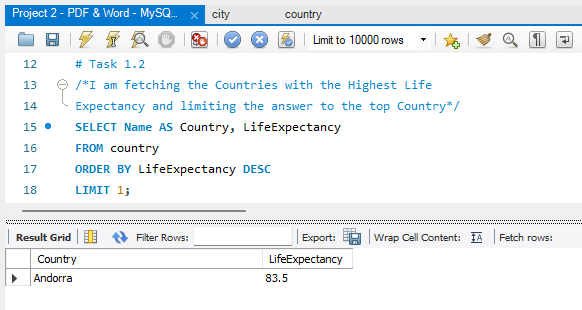 Project 2 - PDF & Word - MySQ... × city country
Limit to 10000 rows
12 # Task 1.2
13 /*I am fetching the Countries with the Highest Life
14 Expectancy and limiting the answer to the top Country*/
15 SELECT Name AS Country, LifeExpectancy
16 FROM country
17 ORDER BY LifeExpectancy DESC
18 LIMIT 1;
Result Grid Filter Rows: Export: Wrap Cell Content: IA Fetch rows:
Country LifeExpectancy
Andorra 83.5